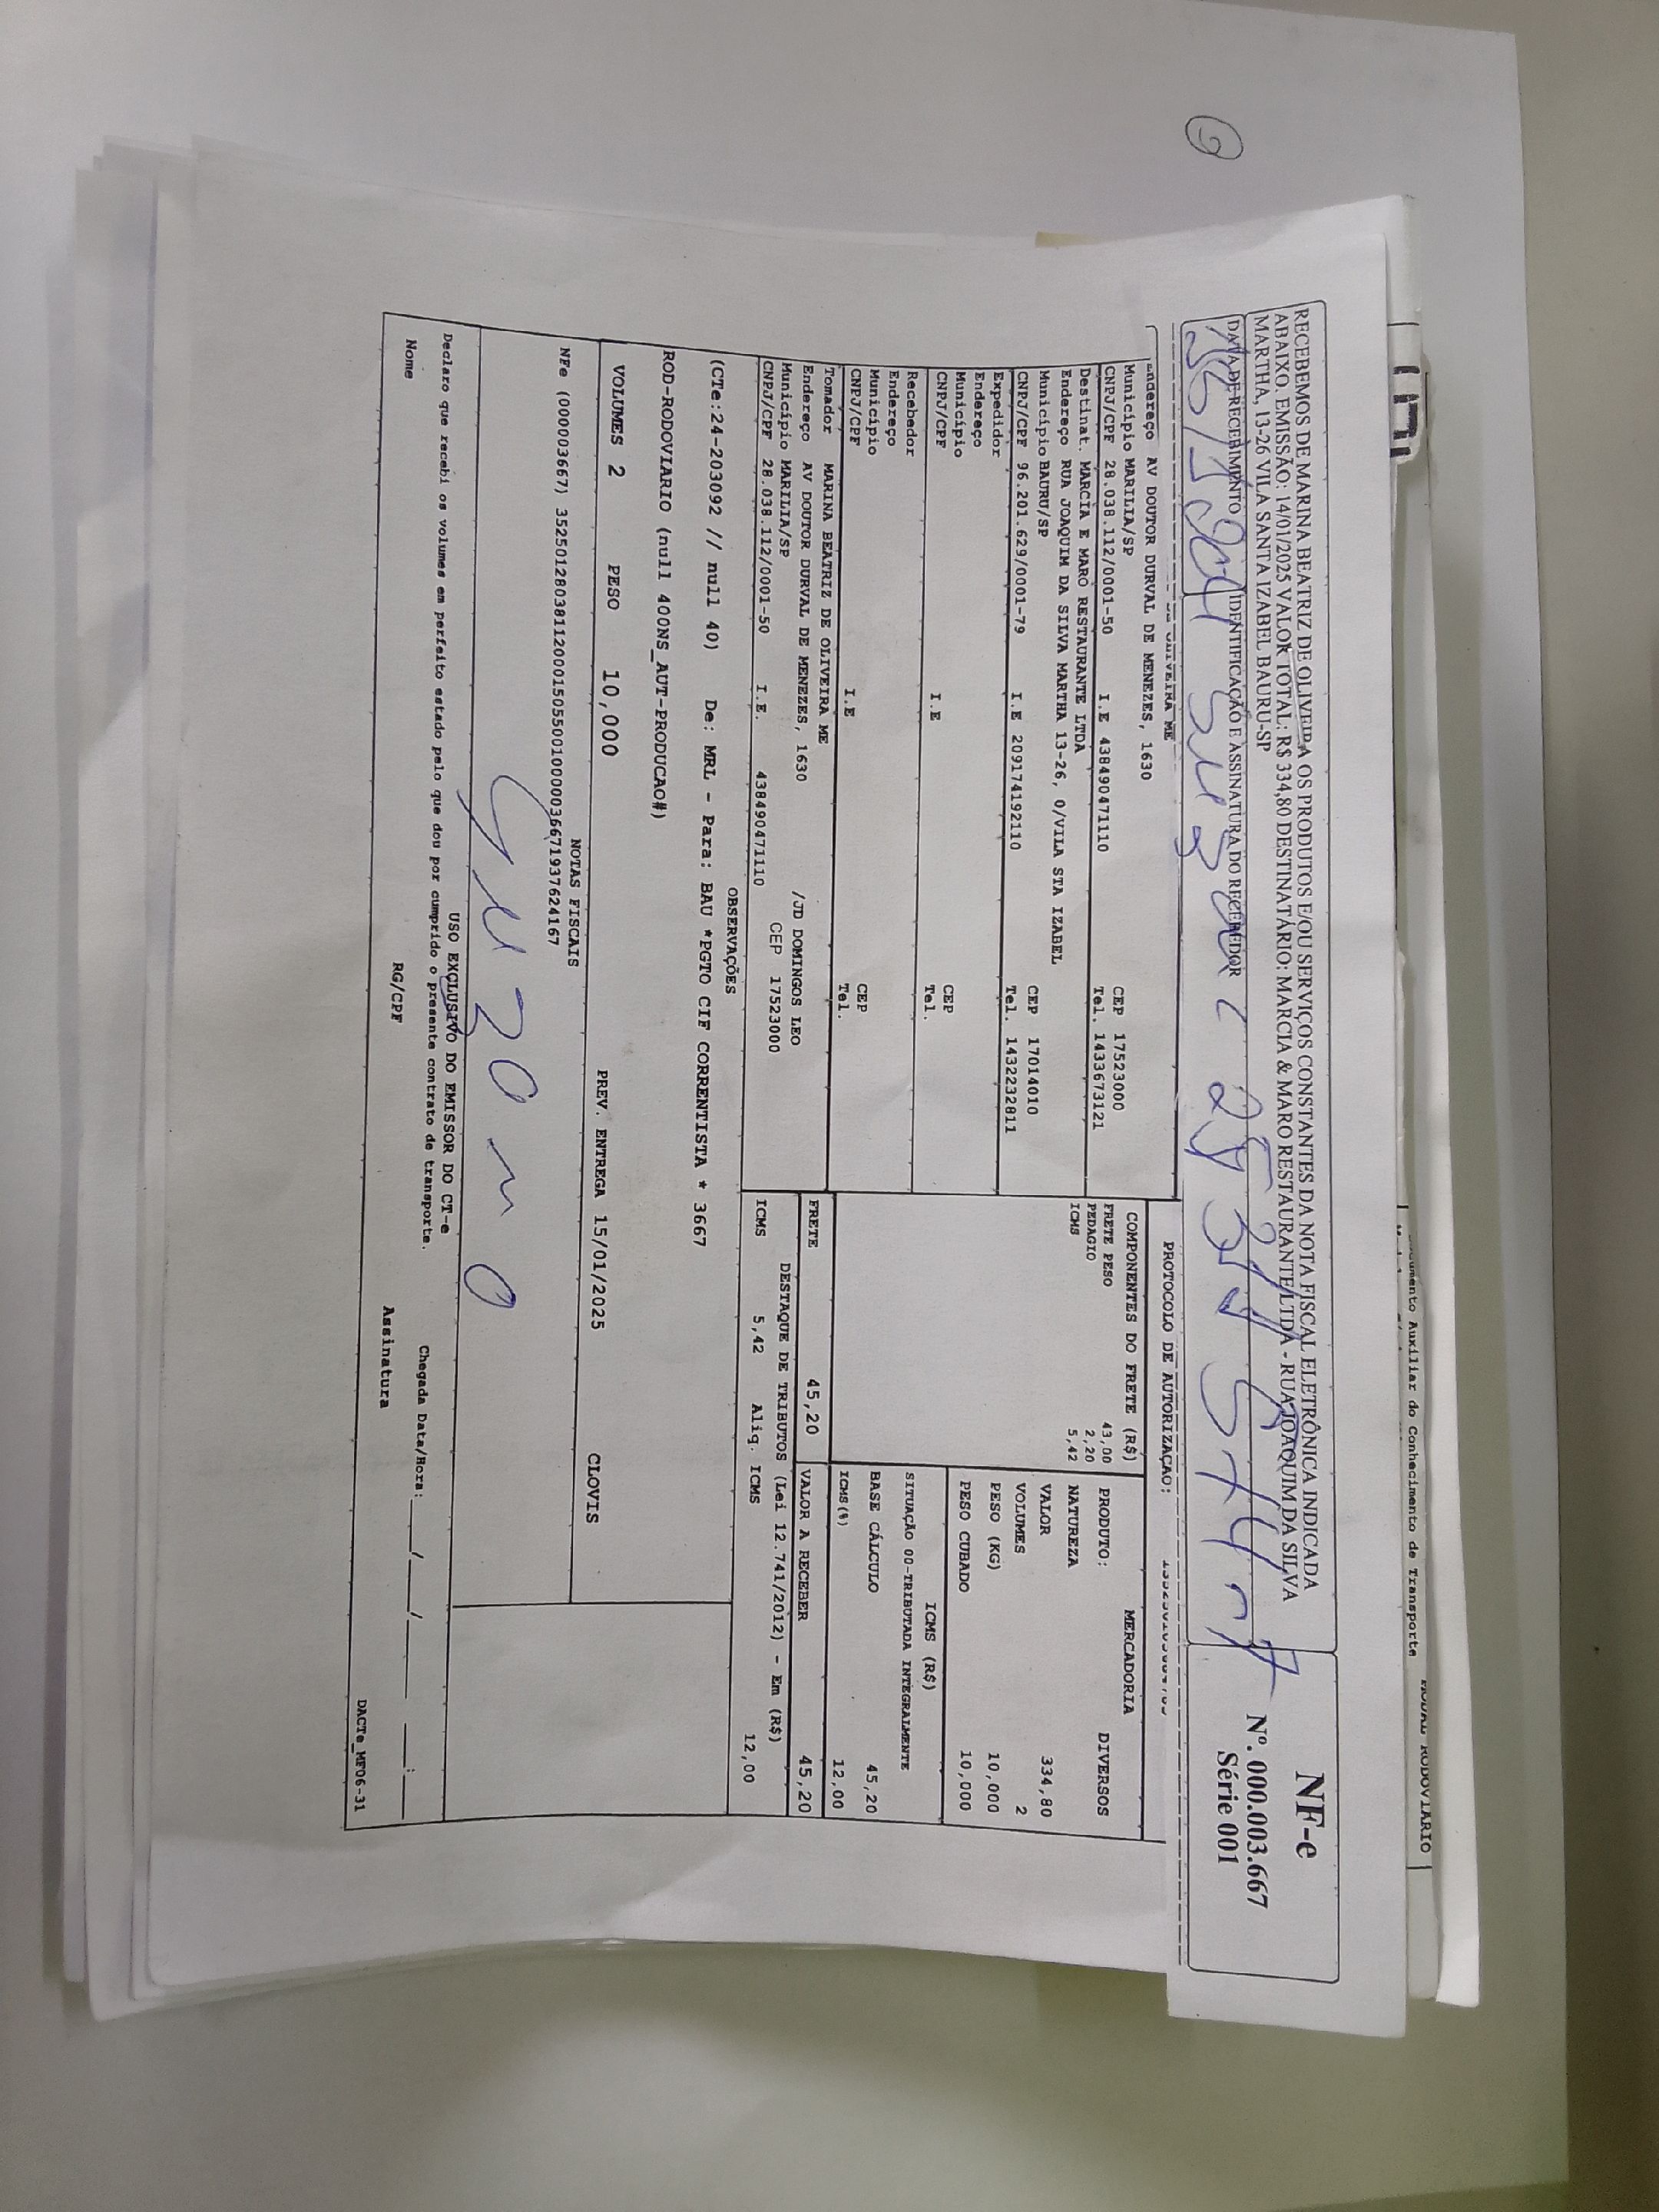 RECEBEMOS DE MARINA BEATRIZ DE OLIVEIRA OS PRODUTOS E/OU SERVIÇOS CONSTANTES DA NOTA FISCAL ELETRÔNICA INDICADA
ABAIXO. EMISSÃO: 14/01/2025 VALOR TOTAL: R$ 334,80 DESTINATÁRIO: MARCIA & MARO RESTAURANTE LTDA - RUA JOAQUIM DA SILVA
MARTHA, 13-26 VILA SANTA IZABEL BAURU-SP
DATA DE RECEBIMENTO IDENTIFICAÇÃO E ASSINATURA DO RECEBEDOR
NF-e
Nº. 000.003.667
Série 001
Auxiliar do Conhecimento de Transporte
MODAL RODOVIARIO
PROTOCOLO DE AUTORIZAÇAO:
Endereço AV DOUTOR DURVAL DE MENEZES, 1630
Município MARILIA/SP CEP 17523000
CNPJ/CPF 28.038.112/0001-50 I.E 438490471110 Tel. 1433673121
Destinat. MARCIA E MARO RESTAURANTE LTDA
Endereço RUA JOAQUIM DA SILVA MARTHA 13-26, 0/VILA STA IZABEL
Município BAURU/SP CEP 17014010
CNPJ/CPF 96.201.629/0001-79 I.E 209174192110 Tel. 1432232811
Expedidor
Endereço
Município CEP
CNPJ/CPF I.E Tel.
Recebedor
Endereço
Município CEP
CNPJ/CPF I.E Tel.
Tomador MARINA BEATRIZ DE OLIVEIRA ME
Endereço AV DOUTOR DURVAL DE MENEZES, 1630 /JD DOMINGOS LEO
Município MARILIA/SP CEP 17523000
CNPJ/CPF 28.038.112/0001-50 I.E. 438490471110
COMPONENTES DO FRETE (R$)
FRETE PESO 43,00
PEDAGIO 2,20
ICMS 5,42
FRETE 45,20
MERCADORIA
PRODUTO: DIVERSOS
NATUREZA
VALOR 334,80
VOLUMES 2
PESO (KG) 10,000
PESO CUBADO 10,000
ICMS (R$)
SITUAÇÃO 00-TRIBUTADA INTEGRALMENTE
BASE CÁLCULO 45,20
ICMS(%) 12,00
VALOR A RECEBER 45,20
DESTAQUE DE TRIBUTOS (Lei 12.741/2012) - Em (R$)
ICMS 5,42 Aliq. ICMS 12,00
OBSERVAÇÕES
(CTe:24-203092 // null 40) De: MRL - Para: BAU *PGTO CIF CORRENTISTA * 3667
ROD-RODOVIARIO (null 400NS_AUT-PRODUCAO#)
VOLUMES 2 PESO 10,000 PREV. ENTREGA 15/01/2025 CLOVIS
NOTAS FISCAIS
NFe (000003667) 35250128038112000150550010000036671937624167
USO EXCLUSIVO DO EMISSOR DO CT-e
Declaro que recebi os volumes em perfeito estado pelo que dou por cumprido o presente contrato de transporte. Chegada Data/Hora: ____/____/____ ___:___
Nome RG/CPF Assinatura
DACTe_MF06-31